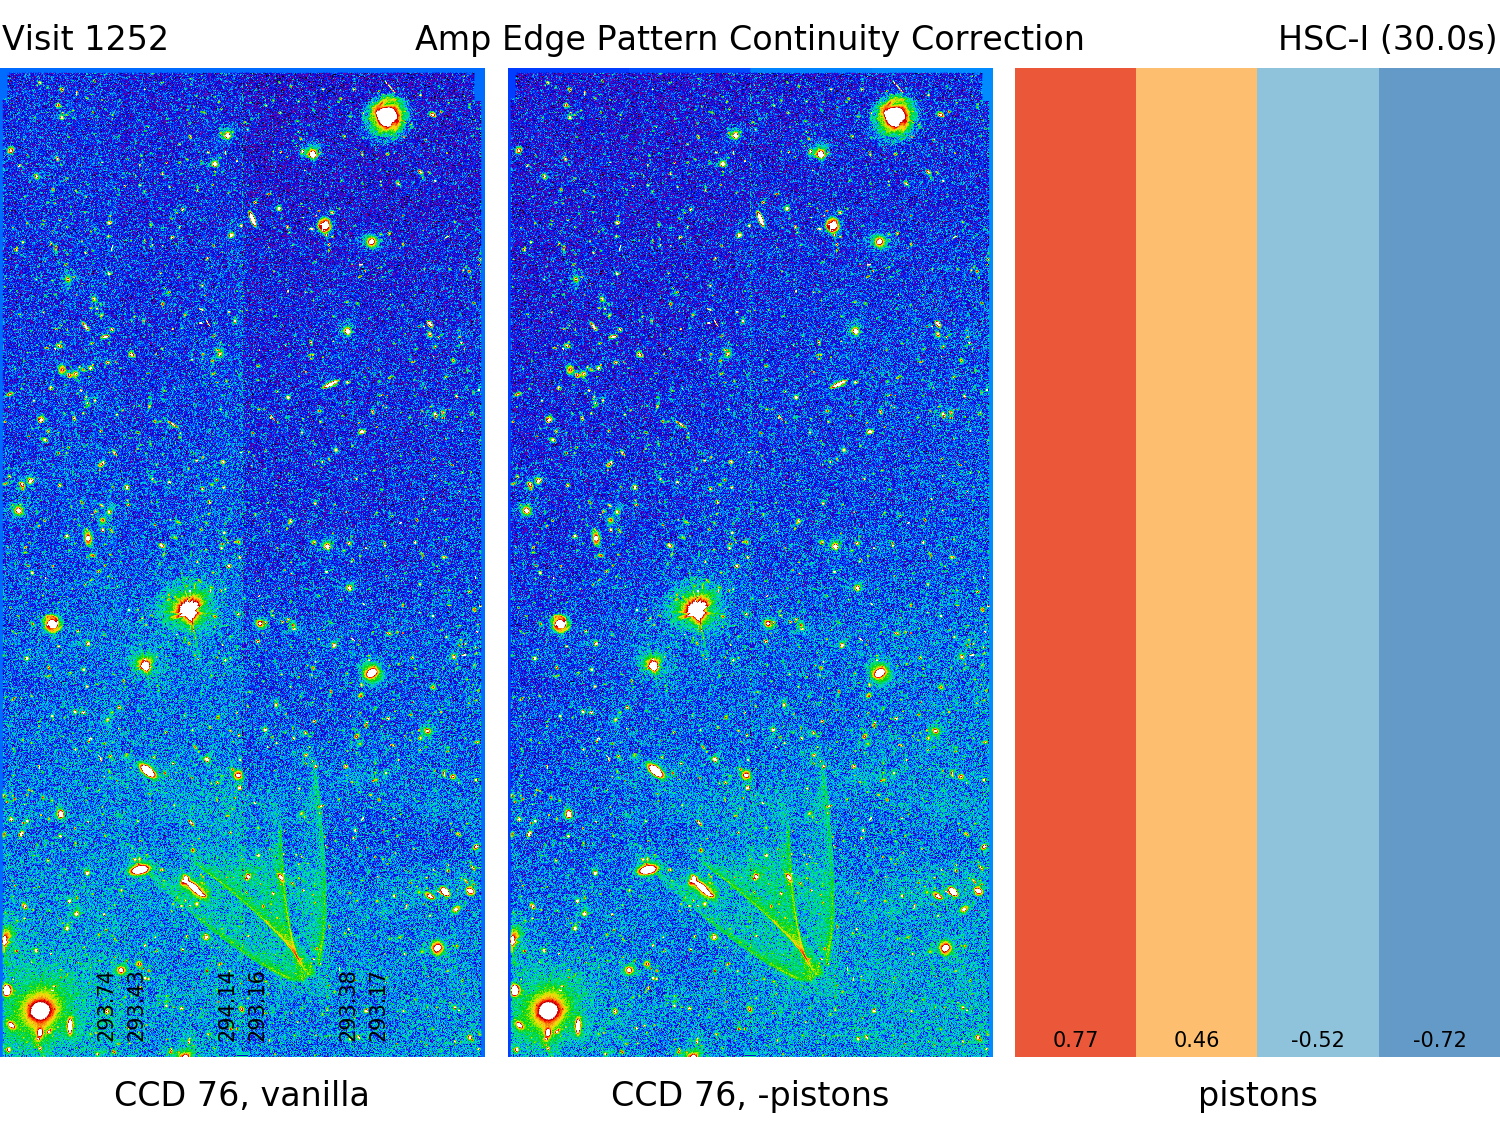 Visit 1252
Amp Edge Pattern Continuity Correction
HSC-I (30.0s)
293.74
293.43
294.14
293.16
293.38
293.17
0.77
0.46
-0.52
-0.72
CCD 76, vanilla
CCD 76, -pistons
pistons